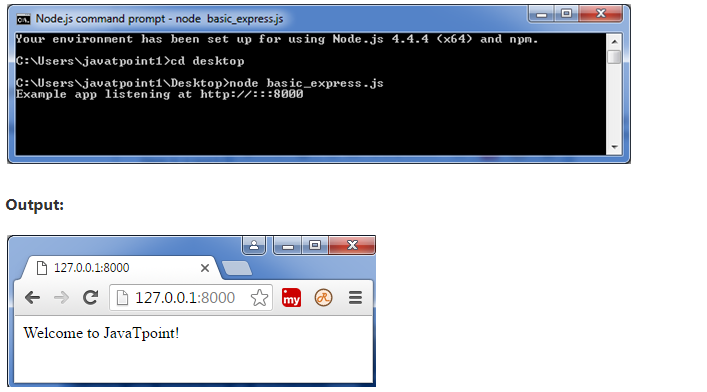 Node.js command prompt - node  basic_express.js
Your environment has been set up for using Node.js 4.4.4 (x64) and npm.
C:\Users\javatpoint1>cd desktop
C:\Users\javatpoint1\Desktop>node basic_express.js
Example app listening at http://:::8000
Output:
127.0.0.1:8000
127.0.0.1:8000
my
Welcome to JavaTpoint!